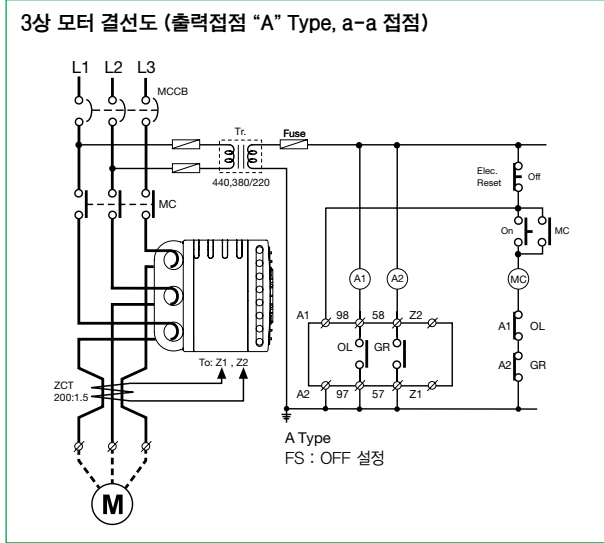 3상 모터 결선도 (출력접점 “A” Type, a-a 접점)
L1 L2 L3
MCCB
Tr.
Fuse
440,380/220
Elec.
Reset
Off
MC
On
MC
A1
A2
MC
A1 98 58 Z2
A1 OL
OL GR
A2 GR
To: Z1 , Z2
A2 97 57 Z1
ZCT
200:1.5
A Type
FS : OFF 설정
M